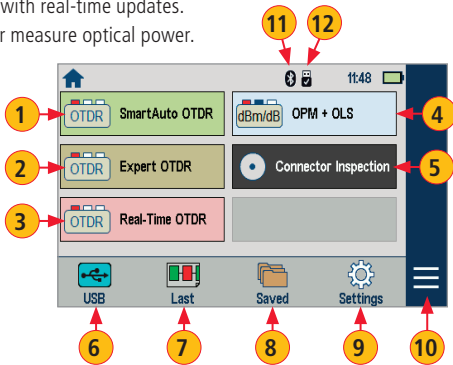 with real-time updates.
r measure optical power.
11 12
11:48
1 OTDR SmartAuto OTDR dBm/dB OPM + OLS 4
2 OTDR Expert OTDR Connector Inspection 5
3 OTDR Real-Time OTDR
USB Last Saved Settings
6 7 8 9 10